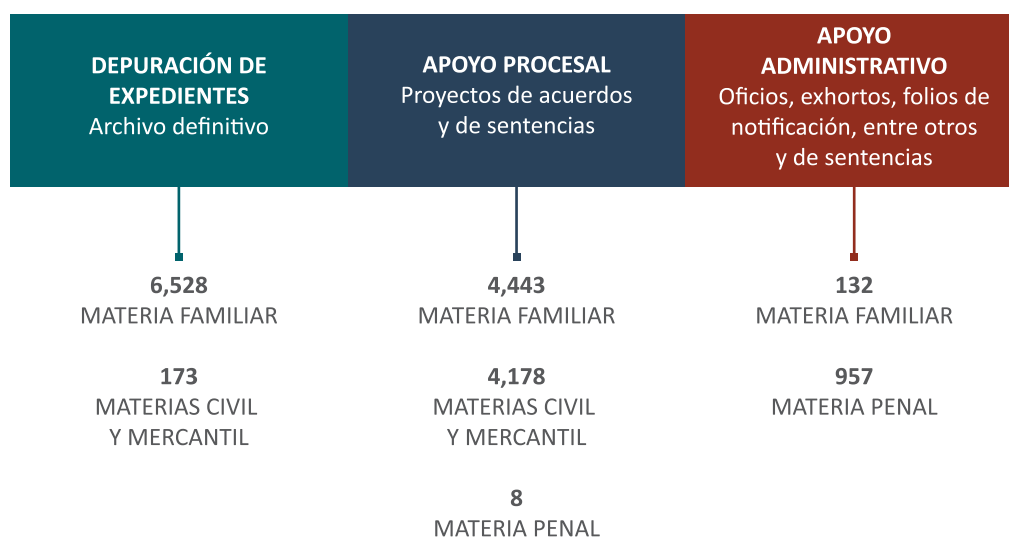 DEPURACIÓN DE
EXPEDIENTES
Archivo definitivo
6,528
MATERIA FAMILIAR
173
MATERIAS CIVIL
Y MERCANTIL
APOYO PROCESAL
Proyectos de acuerdos
y de sentencias
4,443
MATERIA FAMILIAR
4,178
MATERIAS CIVIL
Y MERCANTIL
8
MATERIA PENAL
APOYO
ADMINISTRATIVO
Oficios, exhortos, folios de
notificación, entre otros
y de sentencias
132
MATERIA FAMILIAR
957
MATERIA PENAL